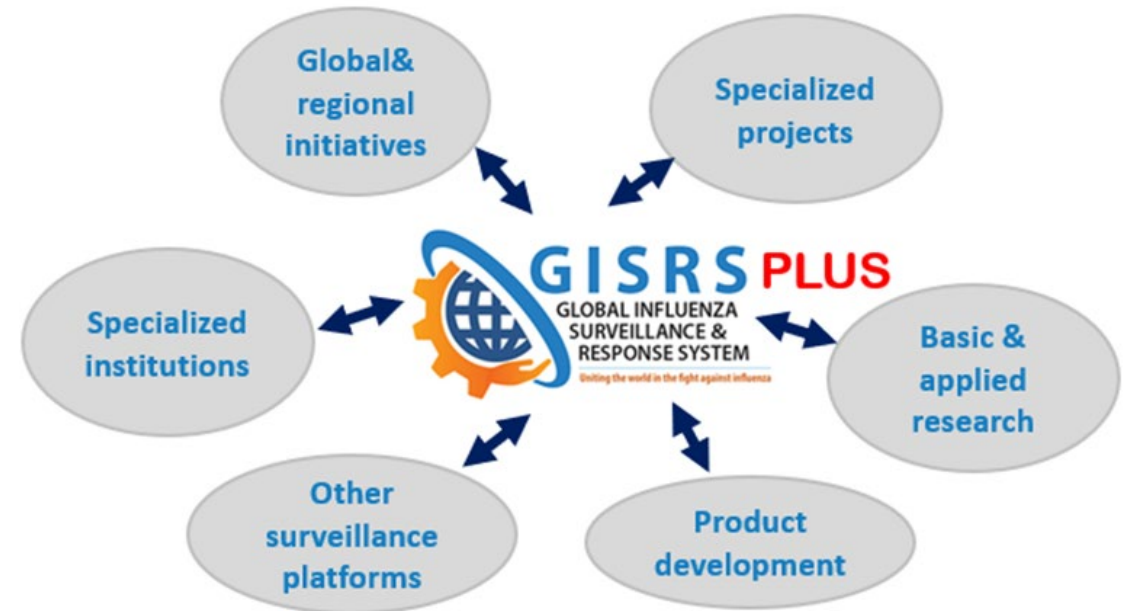 Global&
regional
initiatives
Specialized
projects
GISRS PLUS
GLOBAL INFLUENZA
SURVEILLANCE &
RESPONSE SYSTEM
Uniting the world in the fight against influenza
Specialized
institutions
Basic &
applied
research
Other
surveillance
platforms
Product
development